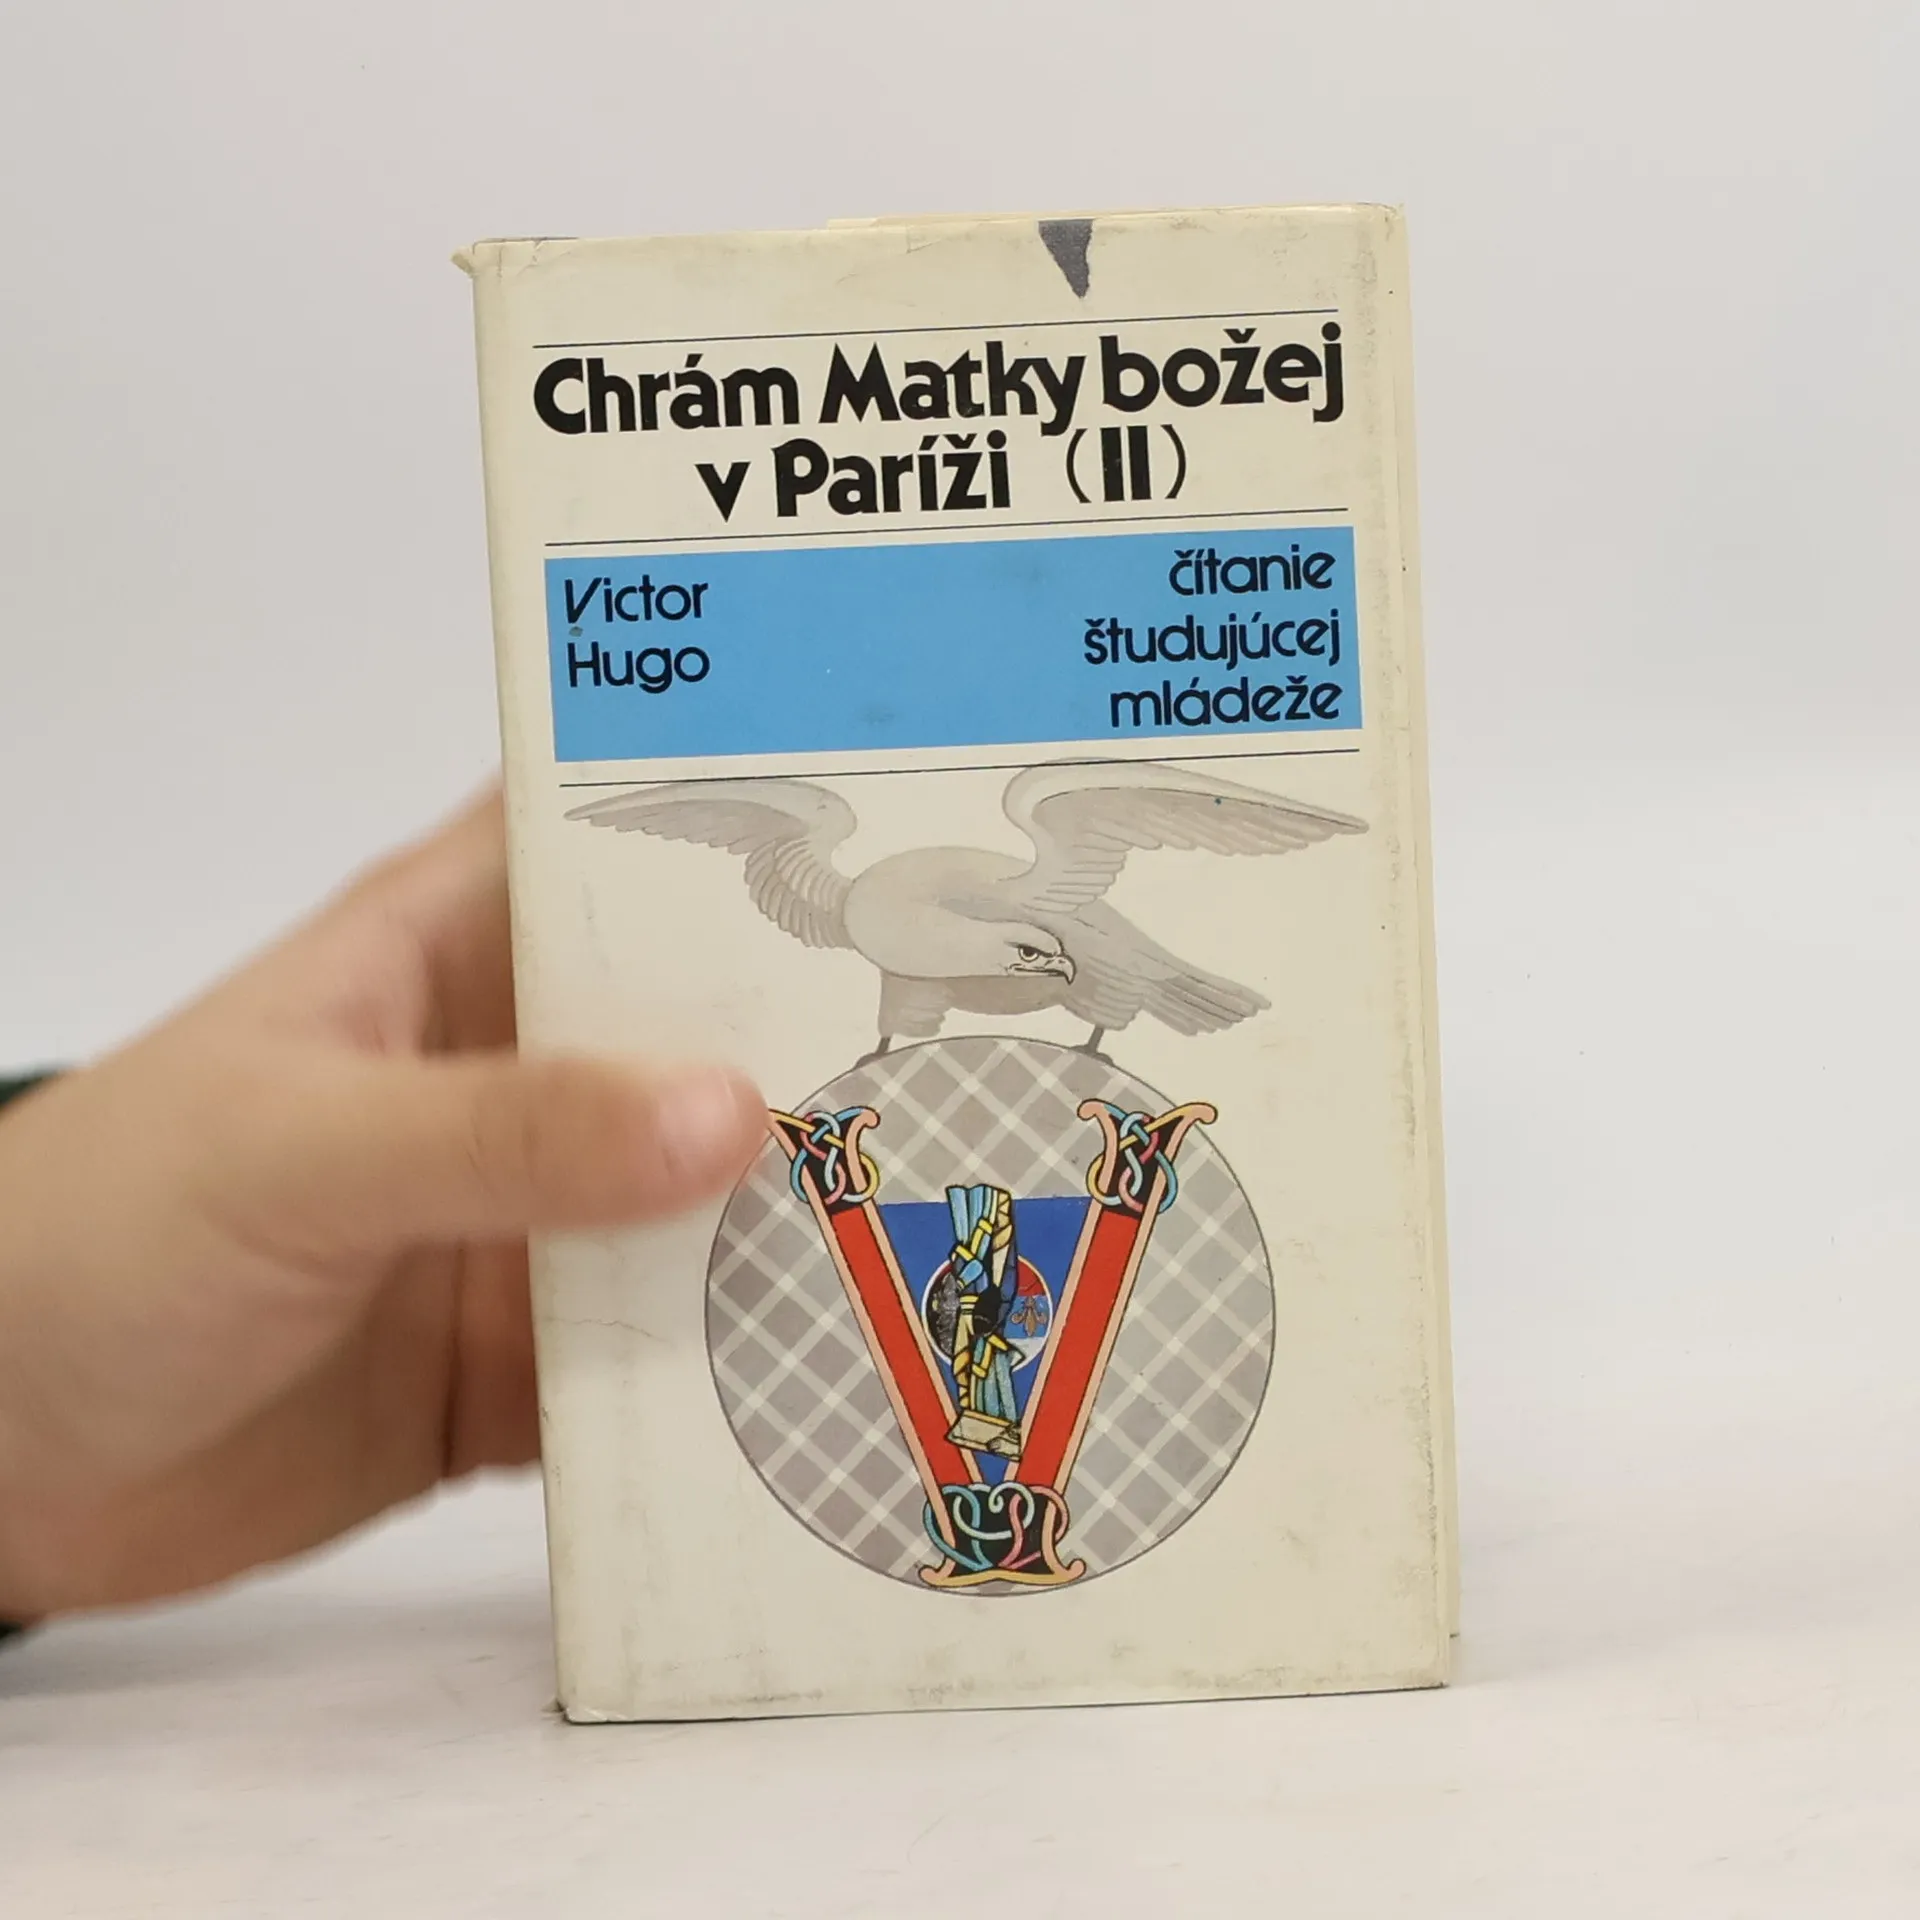 Chrám Matky božej
v Paríži (II)
Victor
Hugo
čítanie
študujúcej
mládeže